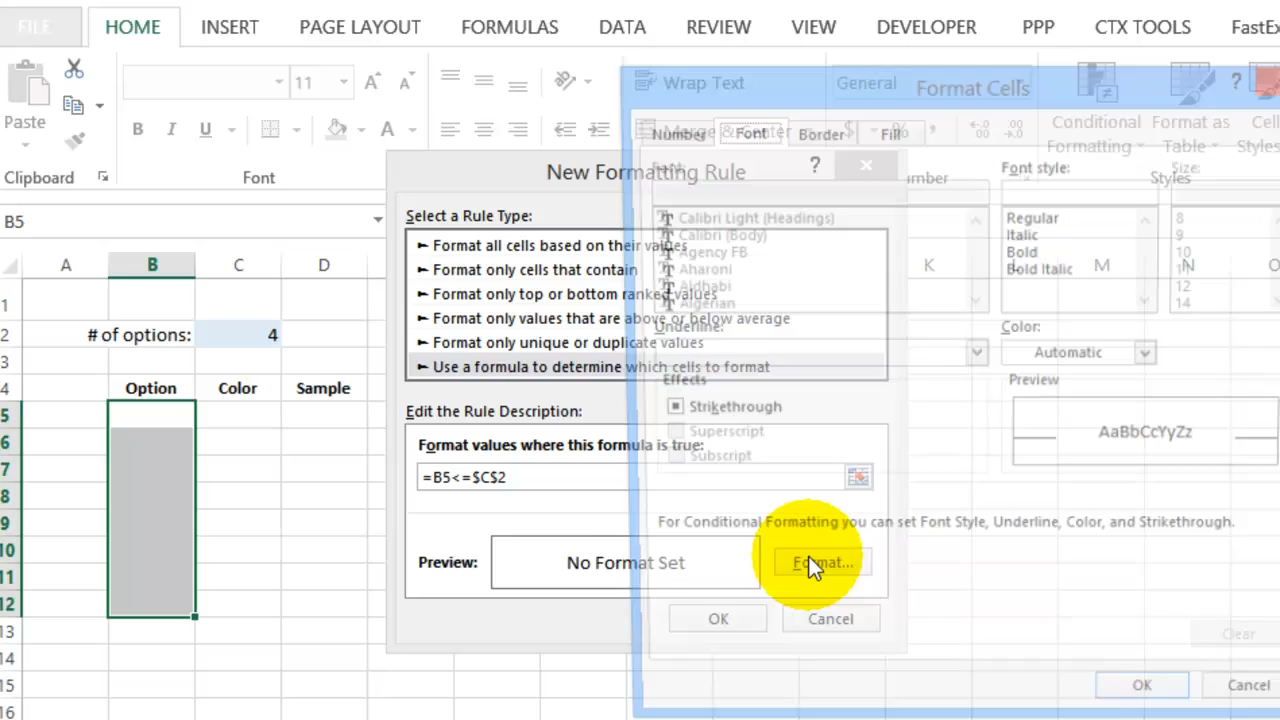 FILE HOME INSERT PAGE LAYOUT FORMULAS DATA REVIEW VIEW DEVELOPER PPP CTX TOOLS FastEx
Paste
11
B I U
Wrap Text
General
Conditional
Formatting
Format as
Table
Cell
Styles
Clipboard
Font
Styles
B5
A B C D K M N O
1
2 # of options: 4
3
4 Option Color Sample
5
6
7
8
9
10
11
12
13
14
15
16
New Formatting Rule
?
Select a Rule Type:
► Format all cells based on their values
► Format only cells that contain
► Format only top or bottom ranked values
► Format only values that are above or below average
► Format only unique or duplicate values
► Use a formula to determine which cells to format
Edit the Rule Description:
Format values where this formula is true:
=B5<=$C$2
Preview:
No Format Set
Format...
OK
Cancel
Format Cells
?
Number Font Border Fill
Font style:
Size:
Calibri Light (Headings)
Calibri (Body)
Agency FB
Aharoni
Aldhabi
Algerian
Regular
Italic
Bold
Bold Italic
8
9
10
11
12
14
Underline:
Color:
Automatic
Effects
Strikethrough
Superscript
Subscript
Preview
AaBbCcYyZz
For Conditional Formatting you can set Font Style, Underline, Color, and Strikethrough.
Clear
OK
Cancel